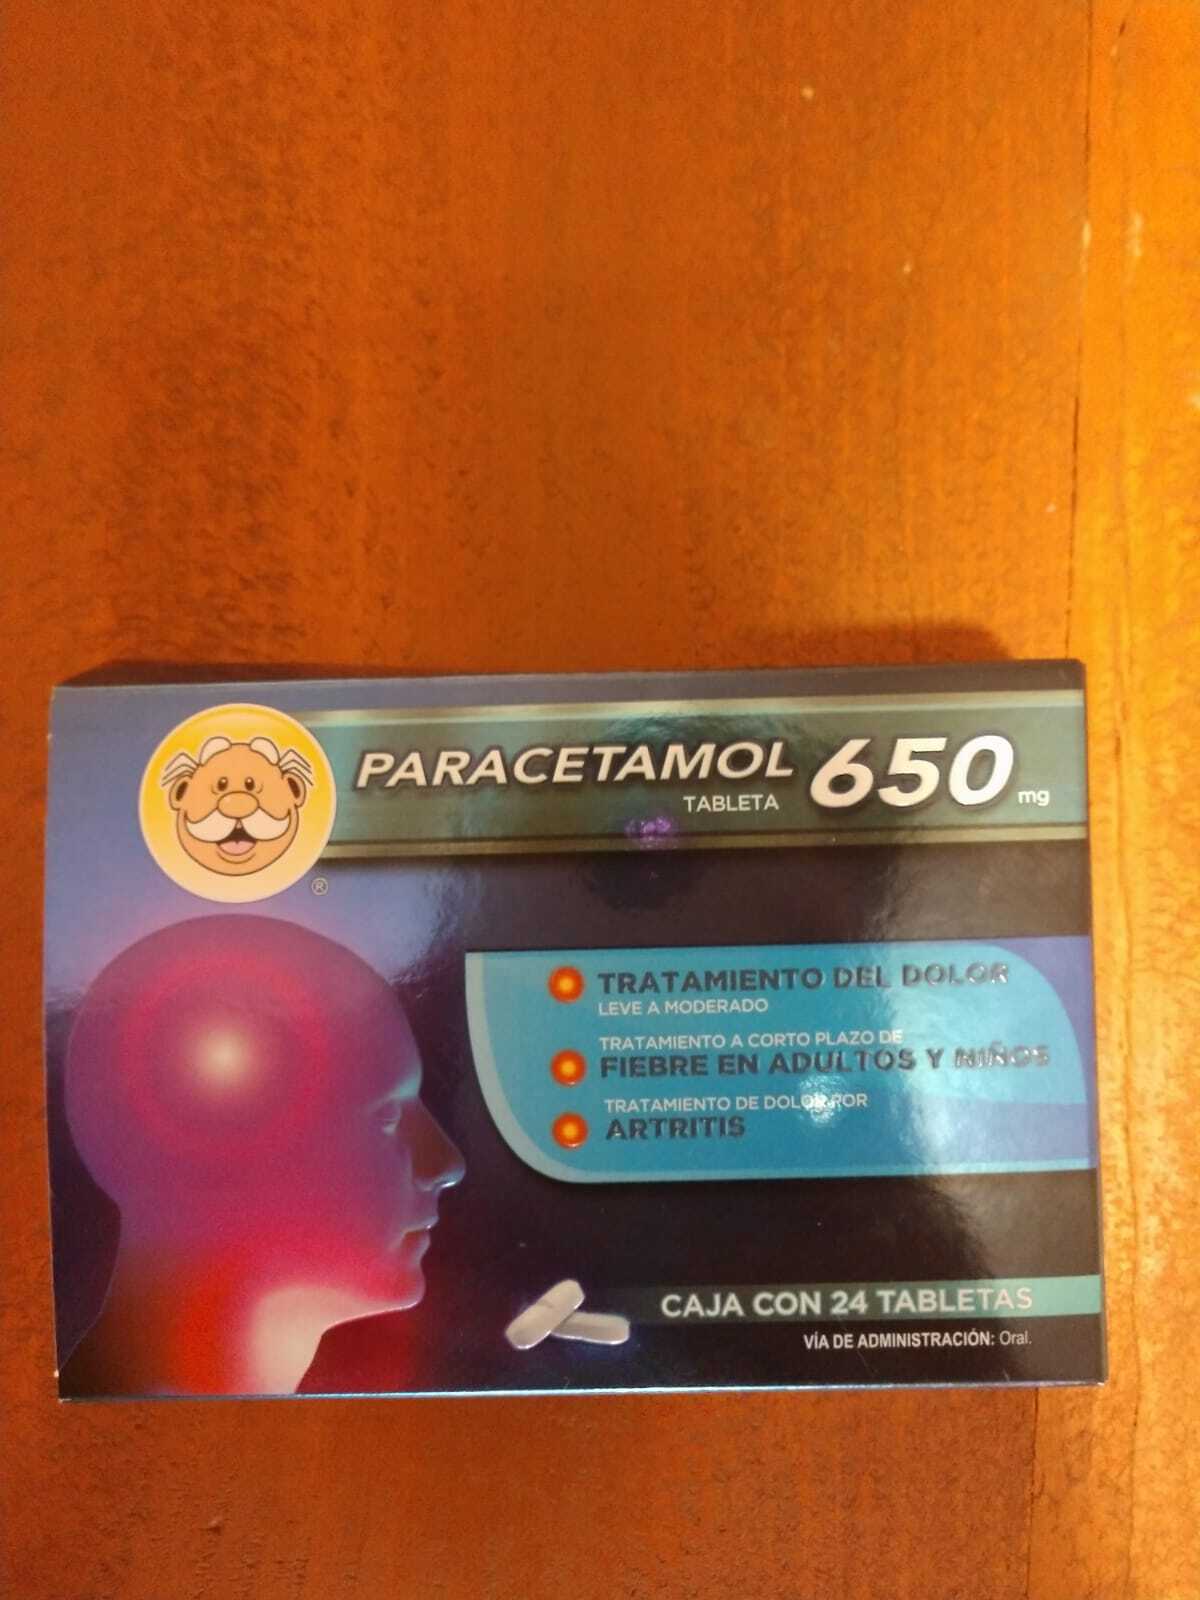 PARACETAMOL 650 mg
TABLETA
®
TRATAMIENTO DEL DOLOR
LEVE A MODERADO
TRATAMIENTO A CORTO PLAZO DE
FIEBRE EN ADULTOS Y NIÑOS
TRATAMIENTO DE DOLOR POR
ARTRITIS
CAJA CON 24 TABLETAS
VÍA DE ADMINISTRACIÓN: Oral.